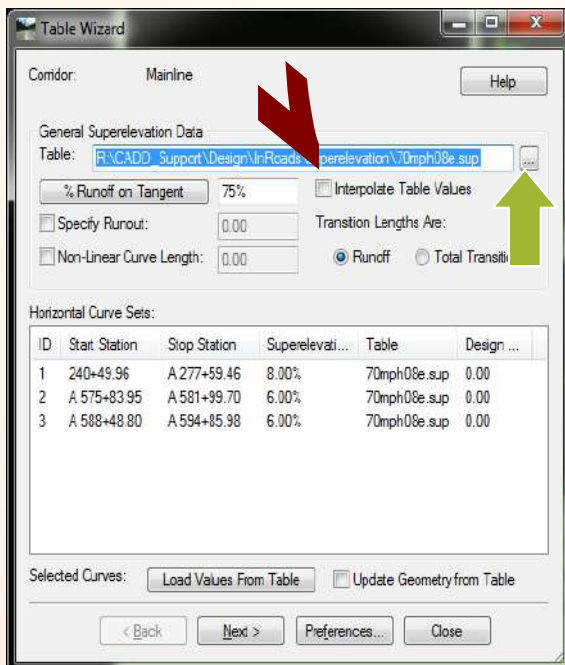 Table Wizard
Corridor: Mainline
Help
General Superelevation Data
Table: R:\CADD_Support\Design\InRoads\Superelevation\70mph08e.sup ...
% Runoff on Tangent 75% Interpolate Table Values
Specify Runout: 0.00 Transition Lengths Are:
Non-Linear Curve Length: 0.00 Runoff Total
Horizontal Curve Sets:
ID Start Station Stop Station Superelevati... Table Design ...
1 240+49.96 A 277+59.46 8.00% 70mph08e.sup 0.00
2 A 575+83.95 A 581+99.70 6.00% 70mph08e.sup 0.00
3 A 588+48.80 A 594+85.98 6.00% 70mph08e.sup 0.00
Selected Curves: Load Values From Table Update Geometry from Table
< Back Next > Preferences... Close